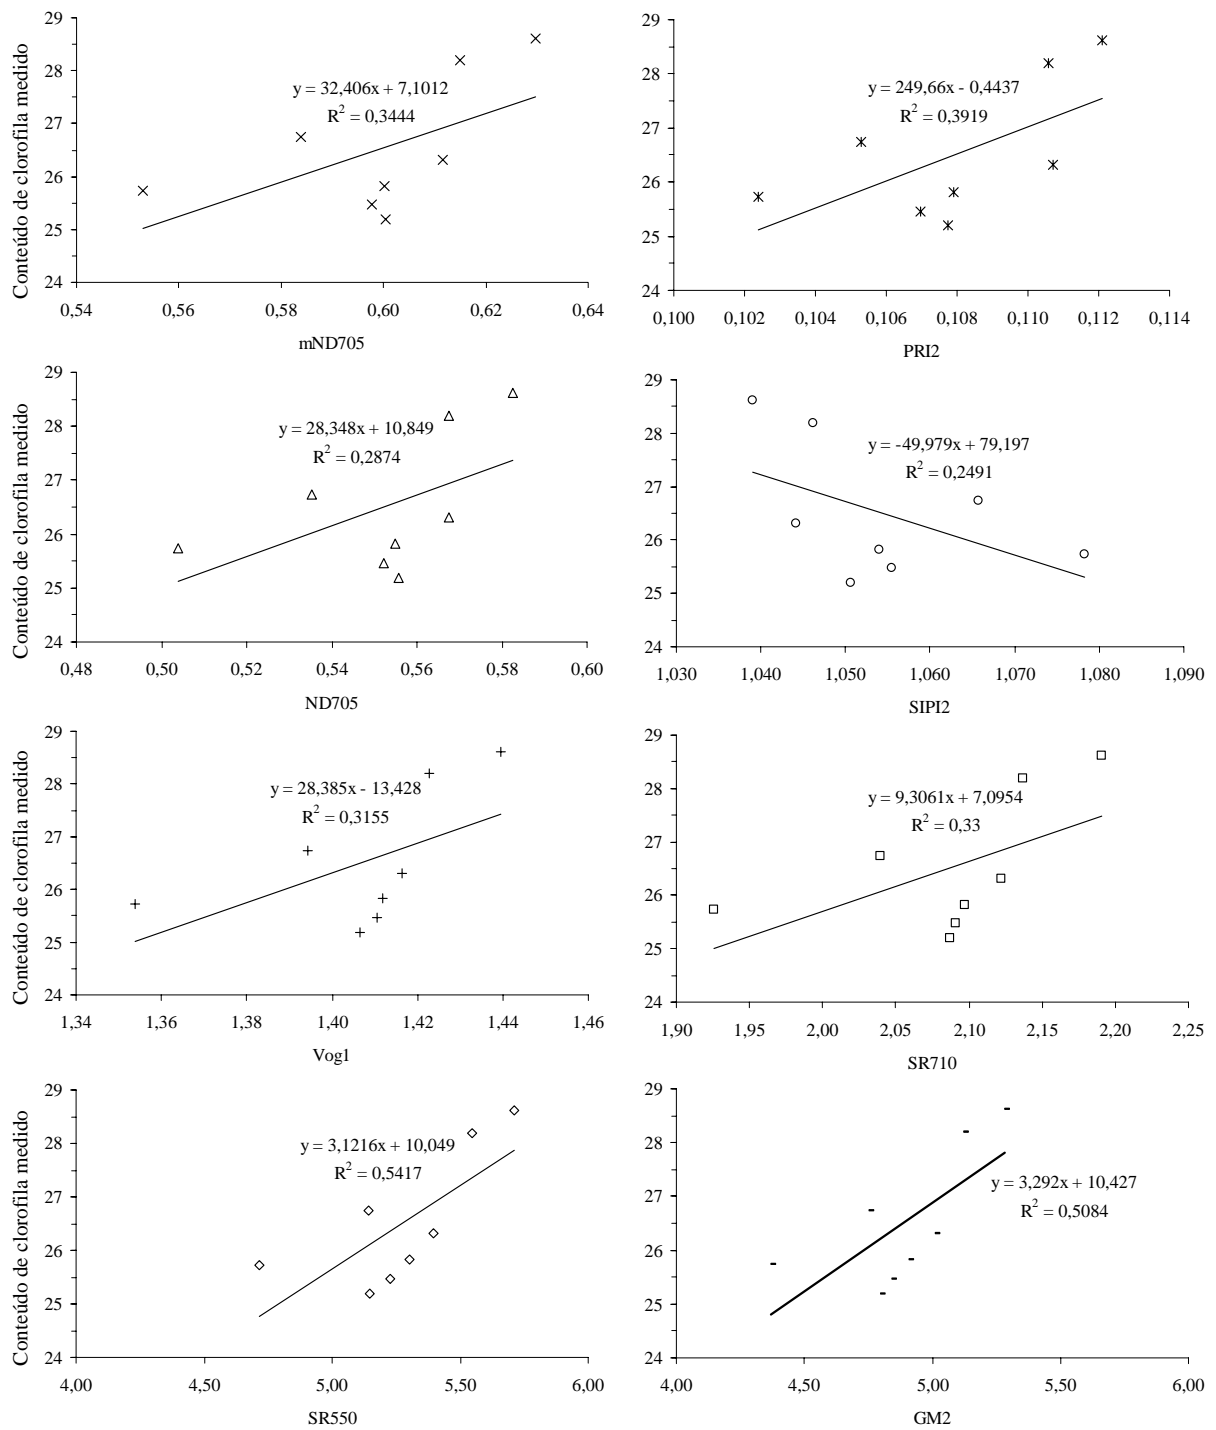 Conteúdo de clorofila medido
29
28
27
26
25
24
y = 32,406x + 7,1012
R² = 0,3444
0,54 0,56 0,58 0,60 0,62 0,64
mND705
29
28
27
26
25
24
y = 249,66x - 0,4437
R² = 0,3919
0,100 0,102 0,104 0,106 0,108 0,110 0,112 0,114
PRI2
Conteúdo de clorofila medido
29
28
27
26
25
24
y = 28,348x + 10,849
R² = 0,2874
0,48 0,50 0,52 0,54 0,56 0,58 0,60
ND705
29
28
27
26
25
24
y = -49,979x + 79,197
R² = 0,2491
1,030 1,040 1,050 1,060 1,070 1,080 1,090
SIPI2
Conteúdo de clorofila medido
29
28
27
26
25
24
y = 28,385x - 13,428
R² = 0,3155
1,34 1,36 1,38 1,40 1,42 1,44 1,46
Vog1
29
28
27
26
25
24
y = 9,3061x + 7,0954
R² = 0,33
1,90 1,95 2,00 2,05 2,10 2,15 2,20 2,25
SR710
Conteúdo de clorofila medido
29
28
27
26
25
24
y = 3,1216x + 10,049
R² = 0,5417
4,00 4,50 5,00 5,50 6,00
SR550
29
28
27
26
25
24
y = 3,292x + 10,427
R² = 0,5084
4,00 4,50 5,00 5,50 6,00
GM2